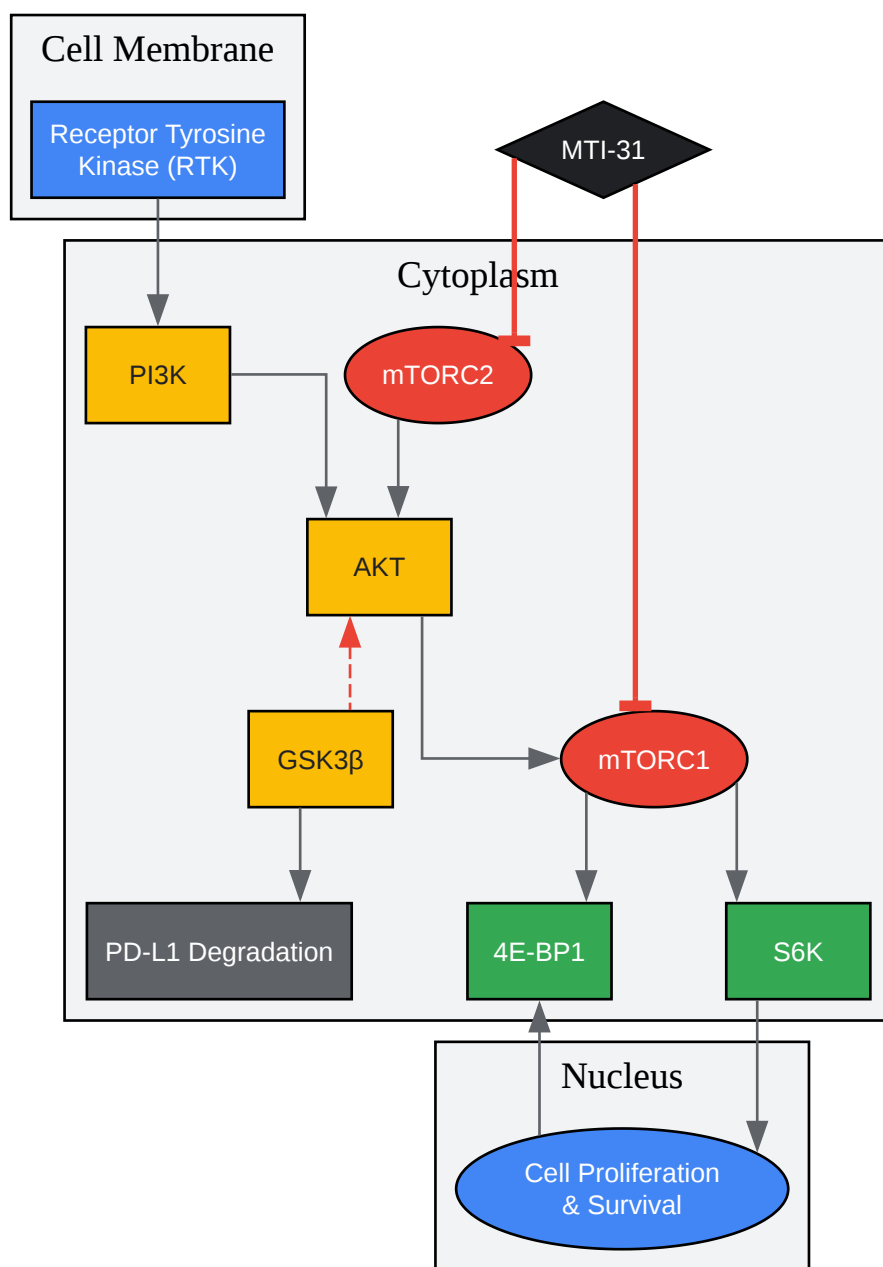 Cell Membrane
Receptor Tyrosine
Kinase (RTK)
MTI-31
Cytoplasm
PI3K
mTORC2
AKT
GSK3β
mTORC1
PD-L1 Degradation
4E-BP1
S6K
Nucleus
Cell Proliferation
& Survival